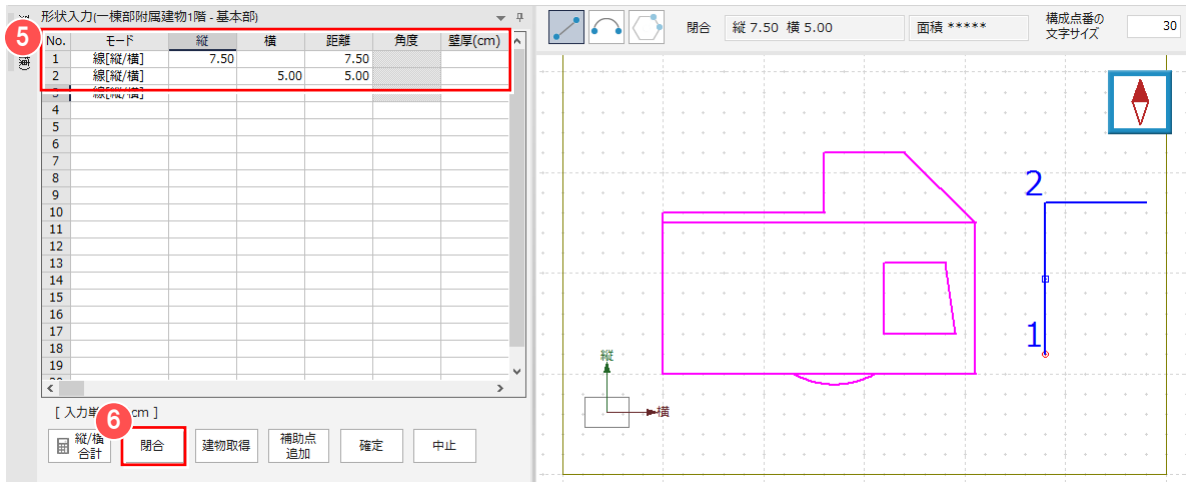 形状入力(一棟部附属建物1階 - 基本部)
5
No. モード 縦 横 距離 角度 壁厚(cm)
1 線[縦/横] 7.50 7.50
2 線[縦/横] 5.00 5.00
3 線[縦/横]
4
5
6
7
8
9
10
11
12
13
14
15
16
17
18
19
[ 入力単 cm ]
6
縦/横
合計
閉合
建物取得
補助点
追加
確定
中止
閉合 縦 7.50 横 5.00
面積 *****
構成点番の
文字サイズ
30
2
1
縦
横